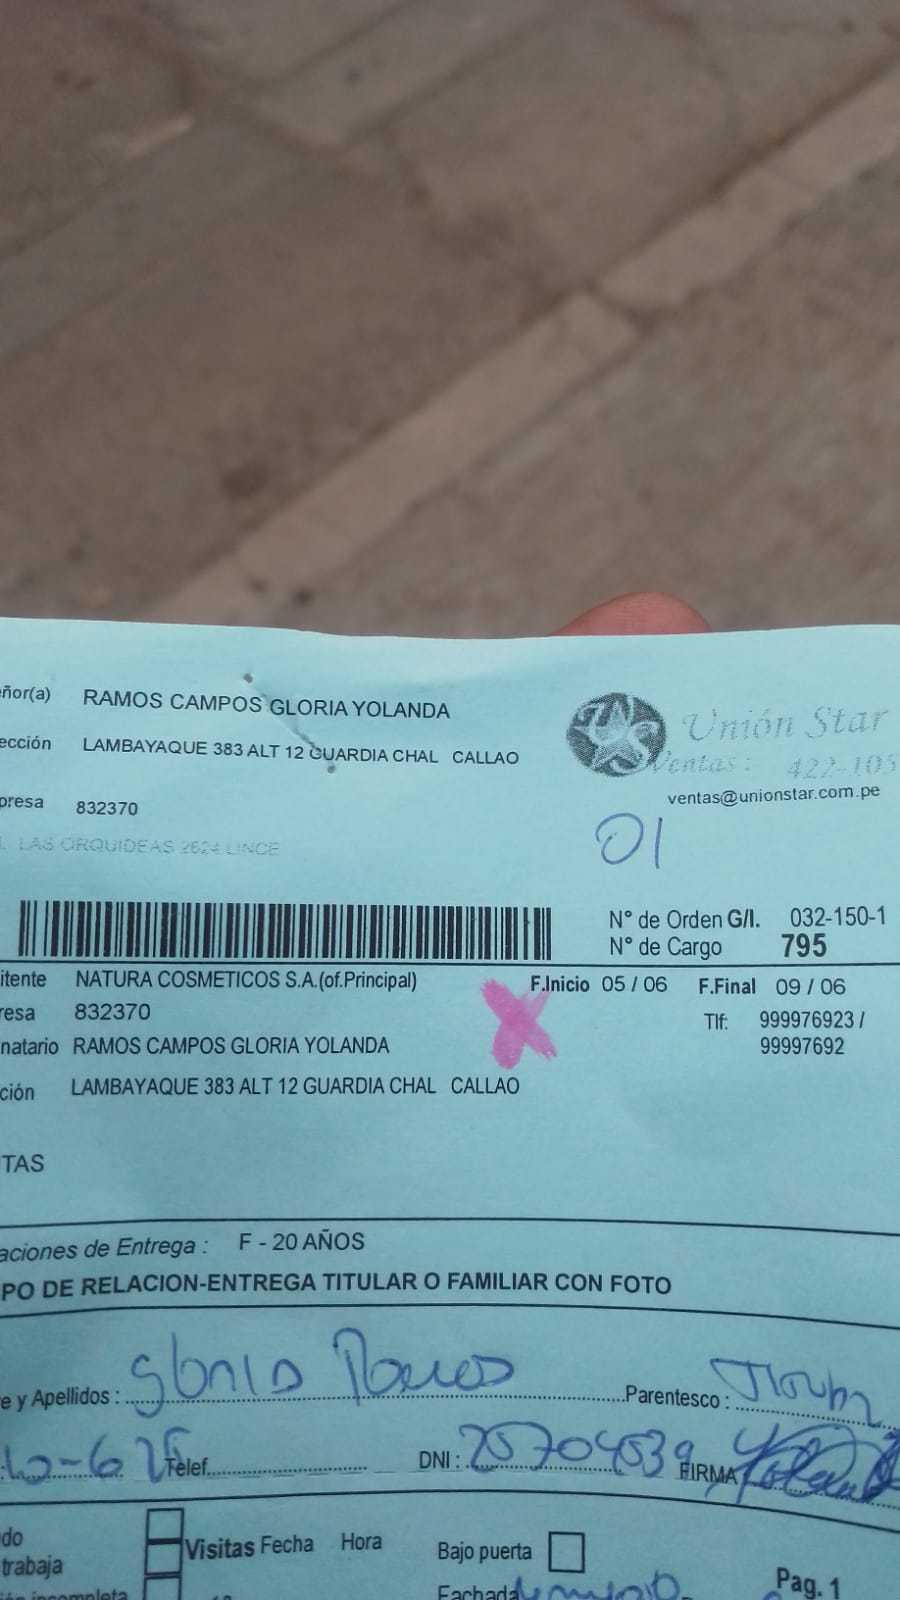 eñor(a) RAMOS CAMPOS GLORIA YOLANDA
ección LAMBAYAQUE 383 ALT 12 GUARDIA CHAL CALLAO
Unión Star
Ventas: 422-105
presa 832370
ventas@unionstar.com.pe
LAS ORQUIDEAS 2624 LINCE
01
N° de Orden G/I. 032-150-1
N° de Cargo 795
itente NATURA COSMETICOS S.A.(of.Principal)
F.Inicio 05 / 06 F.Final 09 / 06
resa 832370
Tlf: 999976923 /
99997692
natario RAMOS CAMPOS GLORIA YOLANDA
ción LAMBAYAQUE 383 ALT 12 GUARDIA CHAL CALLAO
TAS
aciones de Entrega : F - 20 AÑOS
PO DE RELACION-ENTREGA TITULAR O FAMILIAR CON FOTO
e y Apellidos : Gloria Ramos Parentesco :
Telef. DNI : 25704539 FIRMA
do
trabaja
Visitas Fecha Hora
Bajo puerta
ción incompleta
Fachada
Pag. 1